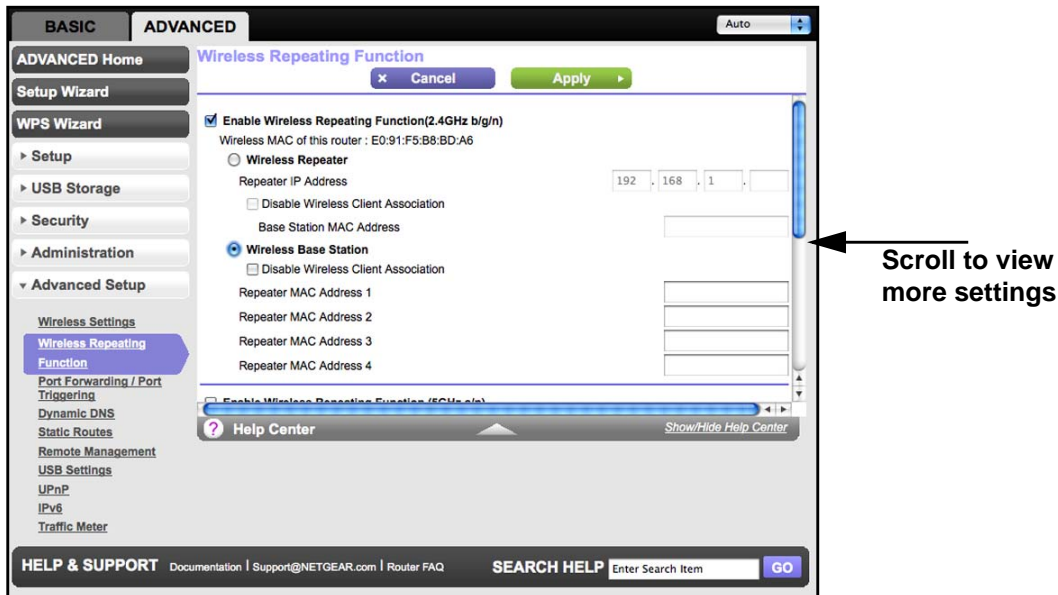 BASIC ADVANCED Auto
ADVANCED Home
Setup Wizard
WPS Wizard
Setup
USB Storage
Security
Administration
Advanced Setup
Wireless Settings
Wireless Repeating
Function
Port Forwarding / Port
Triggering
Dynamic DNS
Static Routes
Remote Management
USB Settings
UPnP
IPv6
Traffic Meter
Wireless Repeating Function
x Cancel Apply
Enable Wireless Repeating Function(2.4GHz b/g/n)
Wireless MAC of this router : E0:91:F5:B8:BD:A6
Wireless Repeater
Repeater IP Address 192 . 168 . 1 .
Disable Wireless Client Association
Base Station MAC Address
Wireless Base Station
Disable Wireless Client Association
Repeater MAC Address 1
Repeater MAC Address 2
Repeater MAC Address 3
Repeater MAC Address 4
Enable Wireless Repeating Function (5GHz a/n)
? Help Center Show/Hide Help Center
Scroll to view
more settings
HELP & SUPPORT Documentation | Support@NETGEAR.com | Router FAQ SEARCH HELP Enter Search Item GO